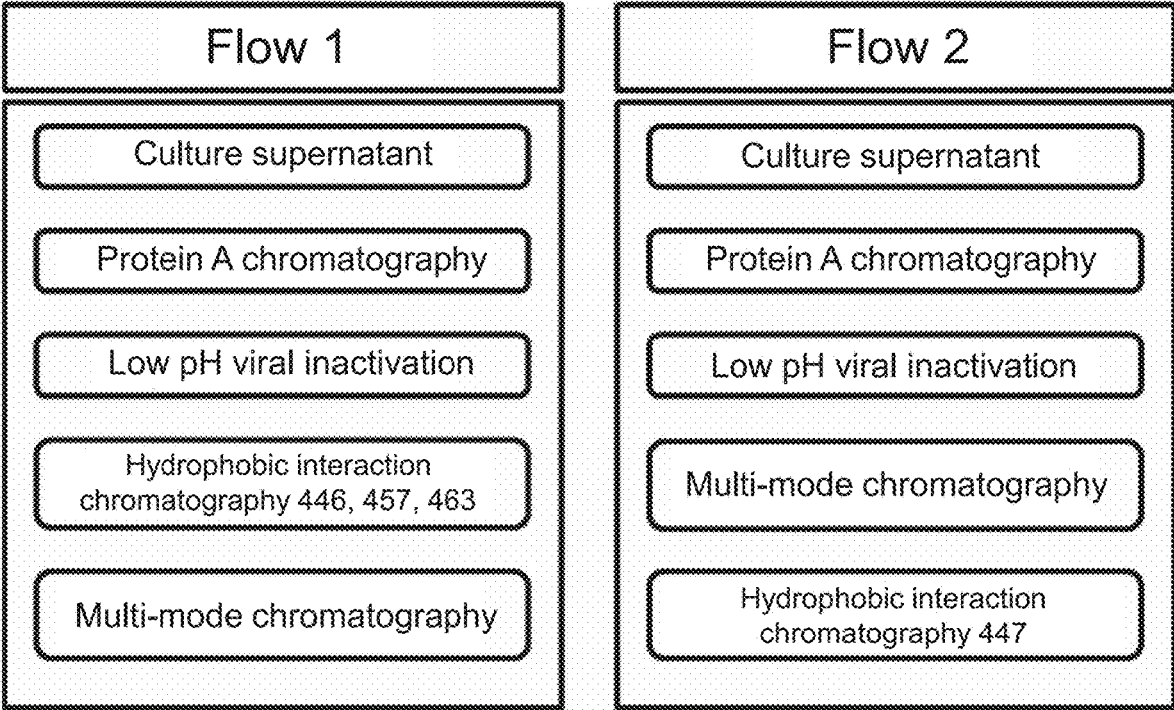 Flow 1
Culture supernatant
Protein A chromatography
Low pH viral inactivation
Hydrophobic interaction
chromatography 446, 457, 463
Multi-mode chromatography
Flow 2
Culture supernatant
Protein A chromatography
Low pH viral inactivation
Multi-mode chromatography
Hydrophobic interaction
chromatography 447